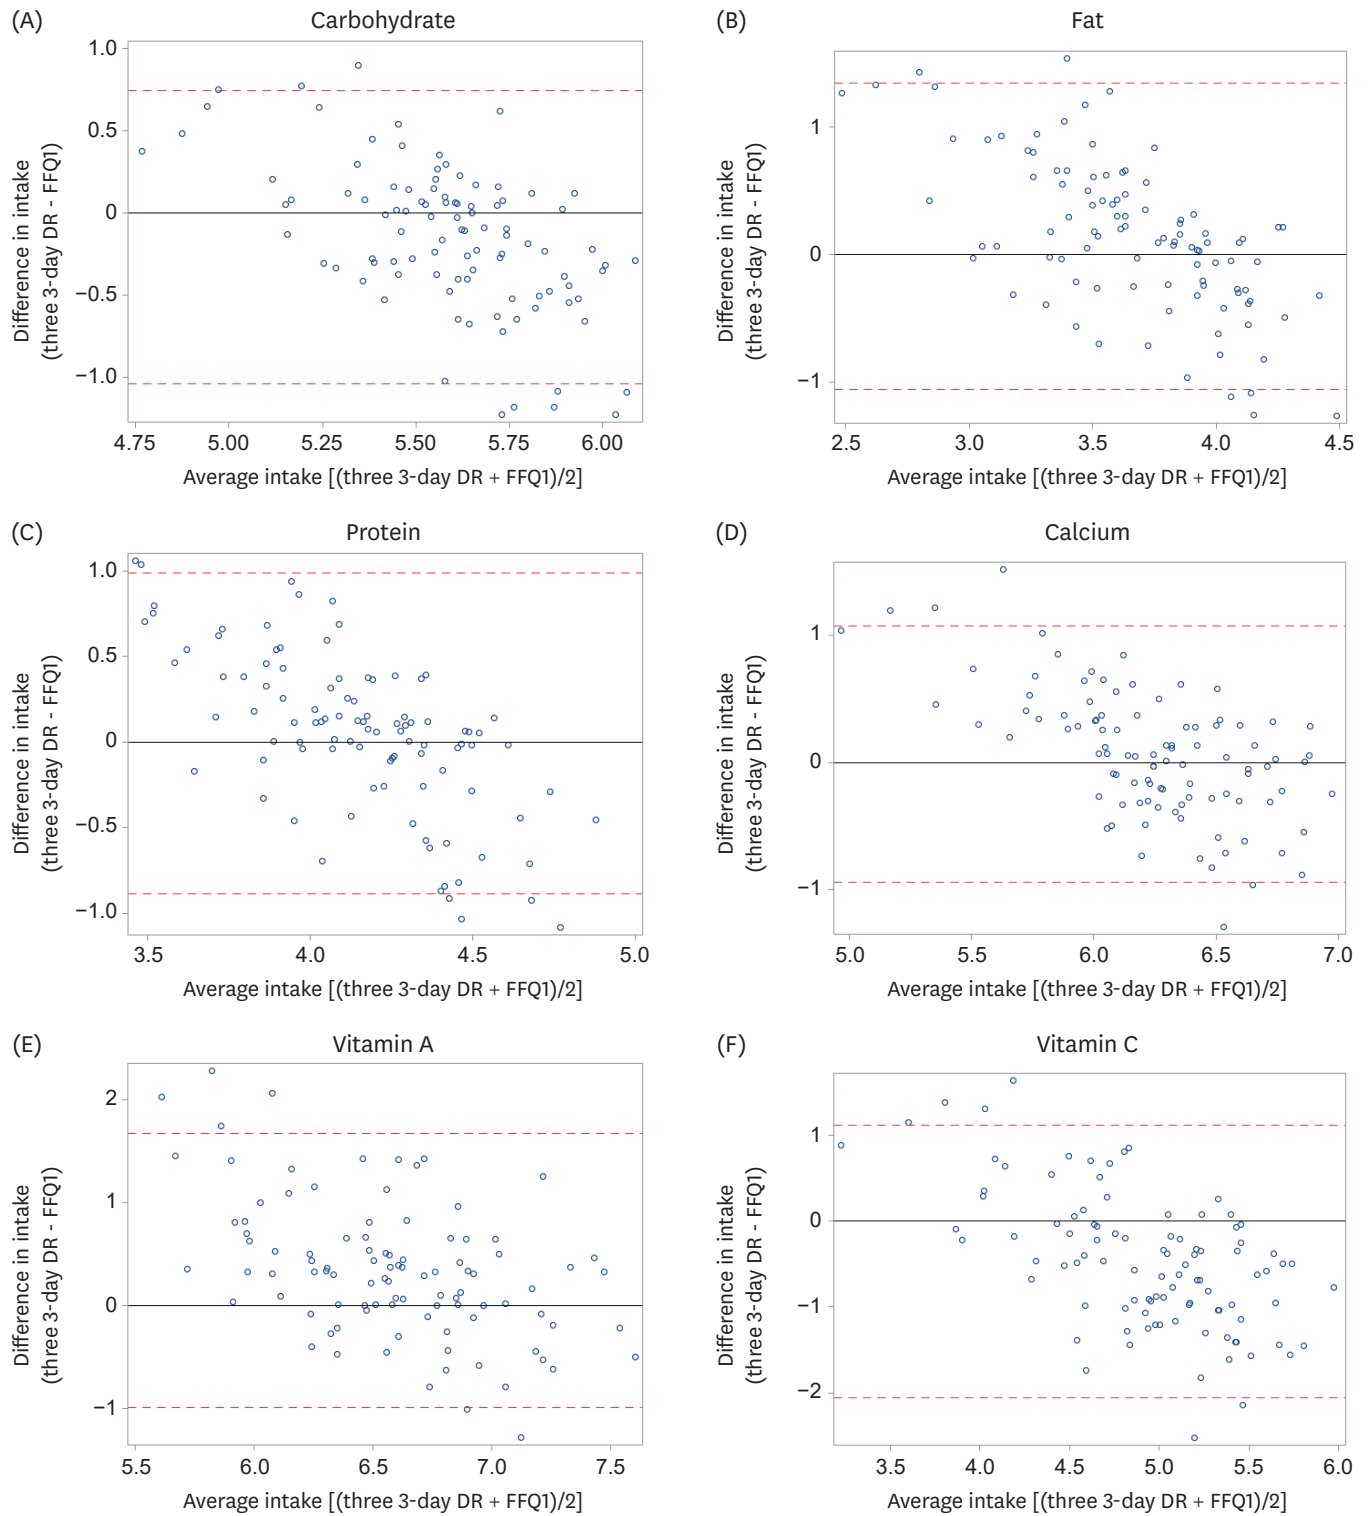 (A)
Carbohydrate
1.0
0.5
0
−0.5
−1.0
4.75
5.00
5.25
5.50
5.75
6.00
Difference in intake
(three 3-day DR - FFQ1)
Average intake [(three 3-day DR + FFQ1)/2]
(B)
Fat
1
0
−1
2.5
3.0
3.5
4.0
4.5
Difference in intake
(three 3-day DR - FFQ1)
Average intake [(three 3-day DR + FFQ1)/2]
(C)
Protein
1.0
0.5
0
−0.5
−1.0
3.5
4.0
4.5
5.0
Difference in intake
(three 3-day DR - FFQ1)
Average intake [(three 3-day DR + FFQ1)/2]
(D)
Calcium
1
0
−1
5.0
5.5
6.0
6.5
7.0
Difference in intake
(three 3-day DR - FFQ1)
Average intake [(three 3-day DR + FFQ1)/2]
(E)
Vitamin A
2
1
0
−1
5.5
6.0
6.5
7.0
7.5
Difference in intake
(three 3-day DR - FFQ1)
Average intake [(three 3-day DR + FFQ1)/2]
(F)
Vitamin C
1
0
−1
−2
3.5
4.0
4.5
5.0
5.5
6.0
Difference in intake
(three 3-day DR - FFQ1)
Average intake [(three 3-day DR + FFQ1)/2]